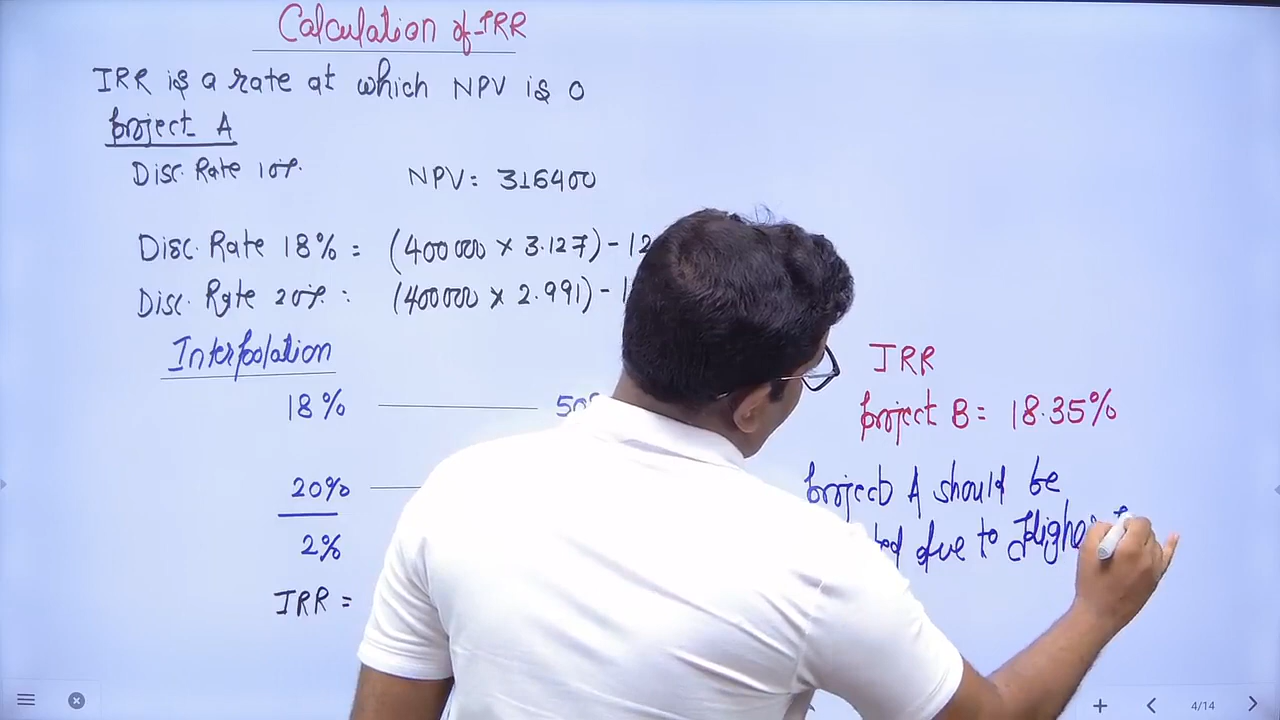 Calculation of IRR
IRR is a rate at which NPV is 0
Project A
Disc. Rate 10%. NPV: 316400
Disc. Rate 18% = (400000 × 3.127) - 12
Disc. Rate 20% : (400000 × 2.991) - 1
Interpolation
18% 50
20%
2%
IRR =
IRR
Project B = 18.35%
Project A should be
due to Higher
4/14